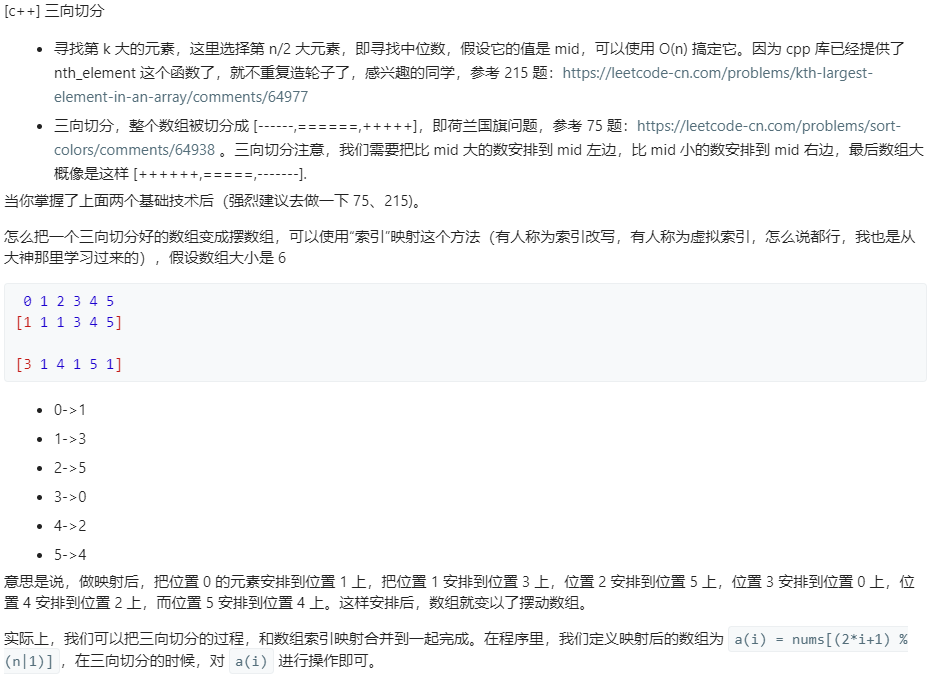 [c++] 三向切分
寻找第 k 大的元素，这里选择第 n/2 大元素，即寻找中位数，假设它的值是 mid，可以使用 O(n) 搞定它。因为 cpp 库已经提供了
nth_element 这个函数了，就不重复造轮子了，感兴趣的同学，参考 215 题：https://leetcode-cn.com/problems/kth-largest-
element-in-an-array/comments/64977
三向切分，整个数组被切分成 [------,======,+++++]，即荷兰国旗问题，参考 75 题：https://leetcode-cn.com/problems/sort-
colors/comments/64938 。三向切分注意，我们需要把比 mid 大的数安排到 mid 左边，比 mid 小的数安排到 mid 右边，最后数组大
概像是这样 [++++++,=====,-------].
当你掌握了上面两个基础技术后（强烈建议去做一下 75、215)。
怎么把一个三向切分好的数组变成摆数组，可以使用“索引”映射这个方法（有人称为索引改写，有人称为虚拟索引，怎么说都行，我也是从
大神那里学习过来的），假设数组大小是 6
0 1 2 3 4 5
[1 1 1 3 4 5]
[3 1 4 1 5 1]
0->1
1->3
2->5
3->0
4->2
5->4
意思是说，做映射后，把位置 0 的元素安排到位置 1 上，把位置 1 安排到位置 3 上，位置 2 安排到位置 5 上，位置 3 安排到位置 0 上，位
置 4 安排到位置 2 上，而位置 5 安排到位置 4 上。这样安排后，数组就变以了摆动数组。
实际上，我们可以把三向切分的过程，和数组索引映射合并到一起完成。在程序里，我们定义映射后的数组为 a(i) = nums[(2*i+1) %
(n|1)] ，在三向切分的时候，对 a(i) 进行操作即可。